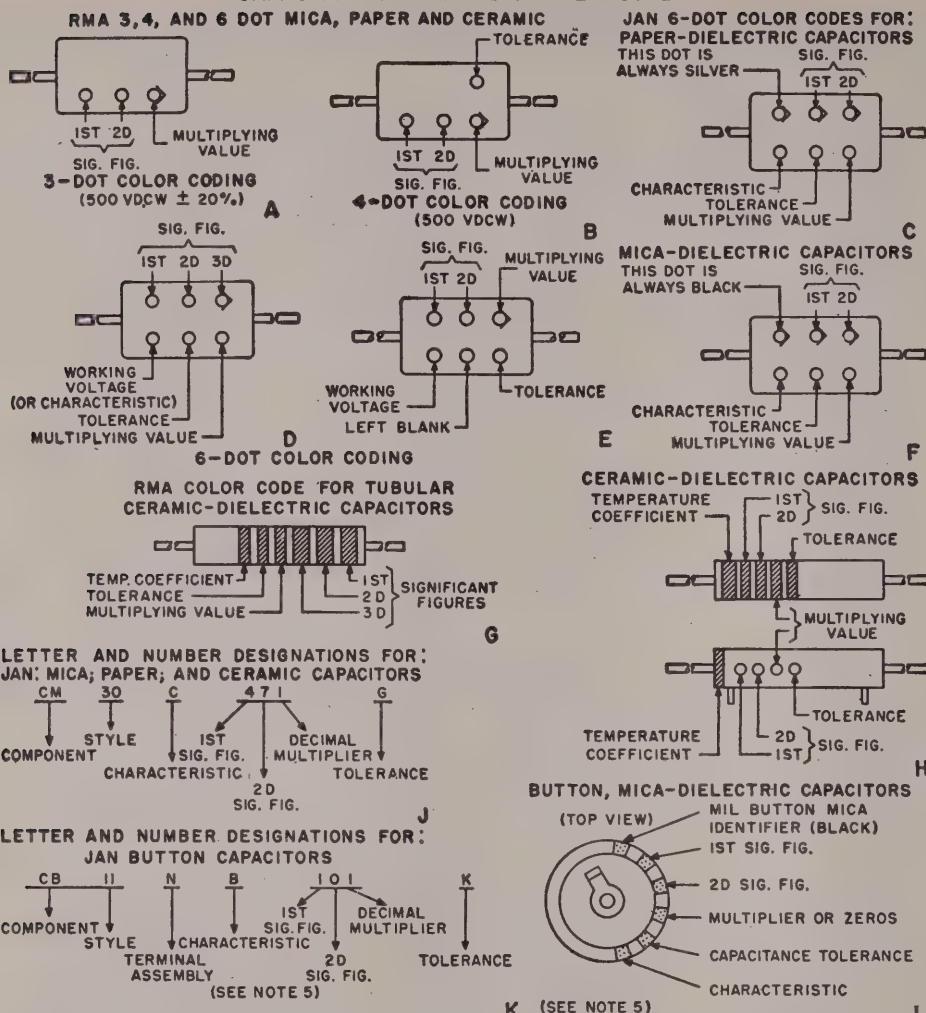 RMA 3,4, AND 6 DOT MICA, PAPER AND CERAMIC
1ST 2D
SIG. FIG.
MULTIPLYING
VALUE
3-DOT COLOR CODING
(500 VDCW ± 20%)
A
TOLERANCE
1ST 2D
SIG. FIG.
MULTIPLYING
VALUE
4-DOT COLOR CODING
(500 VDCW)
B
JAN 6-DOT COLOR CODES FOR:
PAPER-DIELECTRIC CAPACITORS
THIS DOT IS
ALWAYS SILVER
SIG. FIG.
1ST 2D
CHARACTERISTIC
TOLERANCE
MULTIPLYING VALUE
C
SIG. FIG.
1ST 2D 3D
WORKING
VOLTAGE
(OR CHARACTERISTIC)
TOLERANCE
MULTIPLYING VALUE
D
SIG. FIG.
1ST 2D
MULTIPLYING
VALUE
WORKING
VOLTAGE
LEFT BLANK
TOLERANCE
E
6-DOT COLOR CODING
MICA-DIELECTRIC CAPACITORS
THIS DOT IS
ALWAYS BLACK
SIG. FIG.
1ST 2D
CHARACTERISTIC
TOLERANCE
MULTIPLYING VALUE
F
RMA COLOR CODE FOR TUBULAR
CERAMIC-DIELECTRIC CAPACITORS
TEMP. COEFFICIENT
TOLERANCE
MULTIPLYING VALUE
1ST
2D
3D
SIGNIFICANT
FIGURES
G
CERAMIC-DIELECTRIC CAPACITORS
TEMPERATURE
COEFFICIENT
1ST
2D
SIG. FIG.
TOLERANCE
MULTIPLYING
VALUE
TOLERANCE
TEMPERATURE
COEFFICIENT
2D
1ST
SIG. FIG.
H
LETTER AND NUMBER DESIGNATIONS FOR:
JAN: MICA; PAPER; AND CERAMIC CAPACITORS
CM 30 C 471 G
COMPONENT
STYLE
CHARACTERISTIC
1ST
SIG. FIG.
2D
SIG. FIG.
DECIMAL
MULTIPLIER
TOLERANCE
J
LETTER AND NUMBER DESIGNATIONS FOR:
JAN BUTTON CAPACITORS
CB 11 N B 101 K
COMPONENT
STYLE
TERMINAL
ASSEMBLY
CHARACTERISTIC
1ST
SIG. FIG.
2D
SIG. FIG.
DECIMAL
MULTIPLIER
TOLERANCE
(SEE NOTE 5)
K
BUTTON, MICA-DIELECTRIC CAPACITORS
(TOP VIEW)
MIL BUTTON MICA
IDENTIFIER (BLACK)
1ST SIG. FIG.
2D SIG. FIG.
MULTIPLIER OR ZEROS
CAPACITANCE TOLERANCE
CHARACTERISTIC
(SEE NOTE 5)